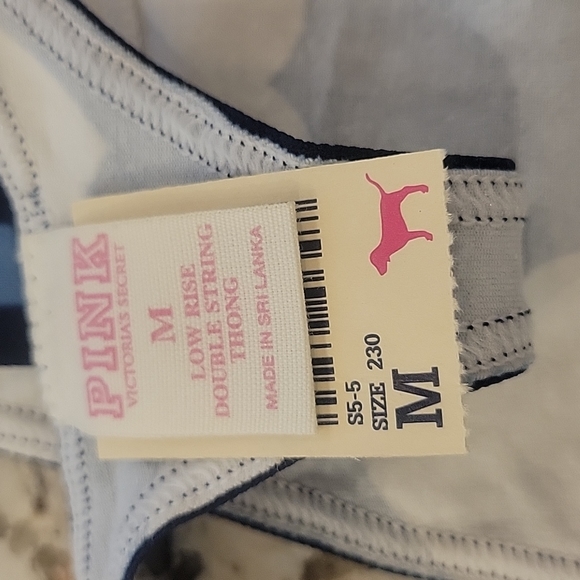 PINK
VICTORIA'S SECRET
M
LOW RISE
DOUBLE STRING
THONG
MADE IN SRI LANKA
S5-5
SIZE 230
M